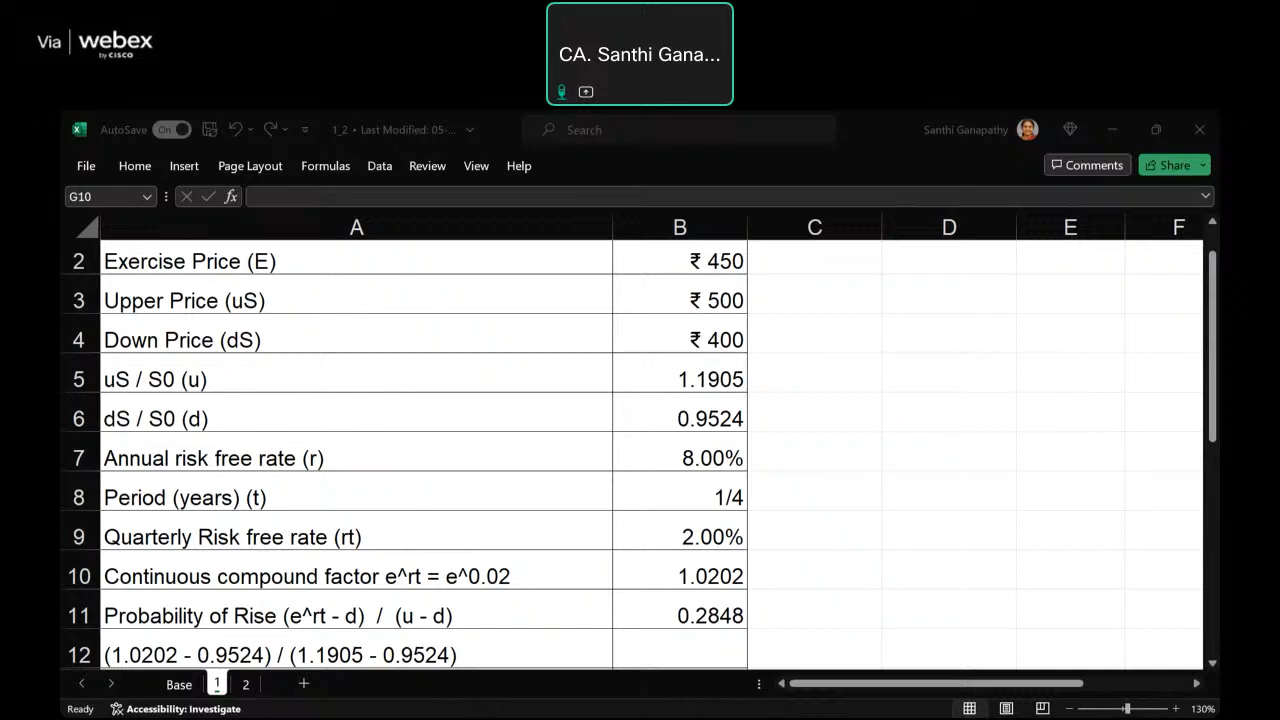 Via | webex
by CISCO
CA. Santhi Gana...
AutoSave On 1_2 • Last Modified: 05-... Search Santhi Ganapathy
File Home Insert Page Layout Formulas Data Review View Help Comments Share
G10 fx
A B C D E F
2 Exercise Price (E) ₹ 450
3 Upper Price (uS) ₹ 500
4 Down Price (dS) ₹ 400
5 uS / S0 (u) 1.1905
6 dS / S0 (d) 0.9524
7 Annual risk free rate (r) 8.00%
8 Period (years) (t) 1/4
9 Quarterly Risk free rate (rt) 2.00%
10 Continuous compound factor e^rt = e^0.02 1.0202
11 Probability of Rise (e^rt - d) / (u - d) 0.2848
12 (1.0202 - 0.9524) / (1.1905 - 0.9524)
Base 1 2
Ready Accessibility: Investigate 130%